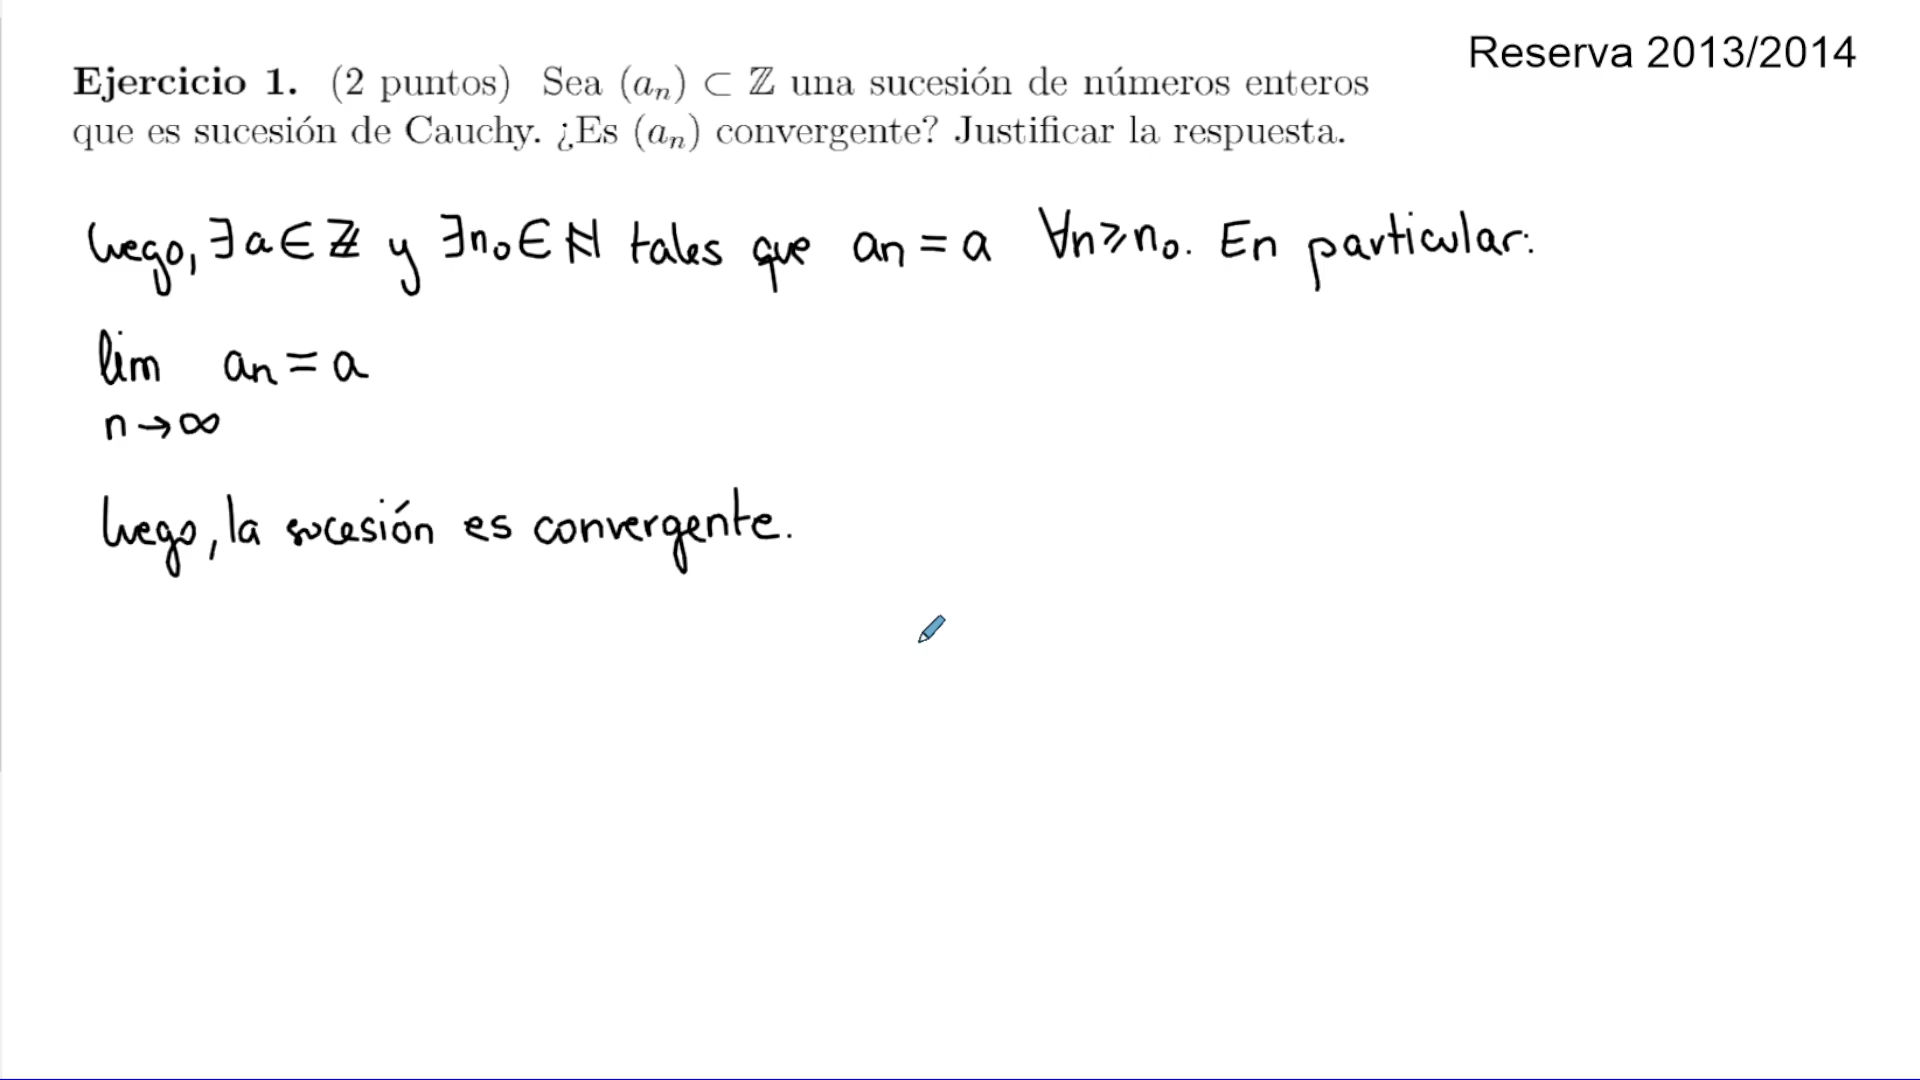 Reserva 2013/2014
Ejercicio 1. (2 puntos) Sea (aₙ) ⊂ ℤ una sucesión de números enteros
que es sucesión de Cauchy. ¿Es (aₙ) convergente? Justificar la respuesta.
luego, ∃ a ∈ ℤ y ∃ n₀ ∈ ℕ tales que an = a ∀n ⩾ n₀. En particular:
lim an = a
n → ∞
luego, la sucesión es convergente.